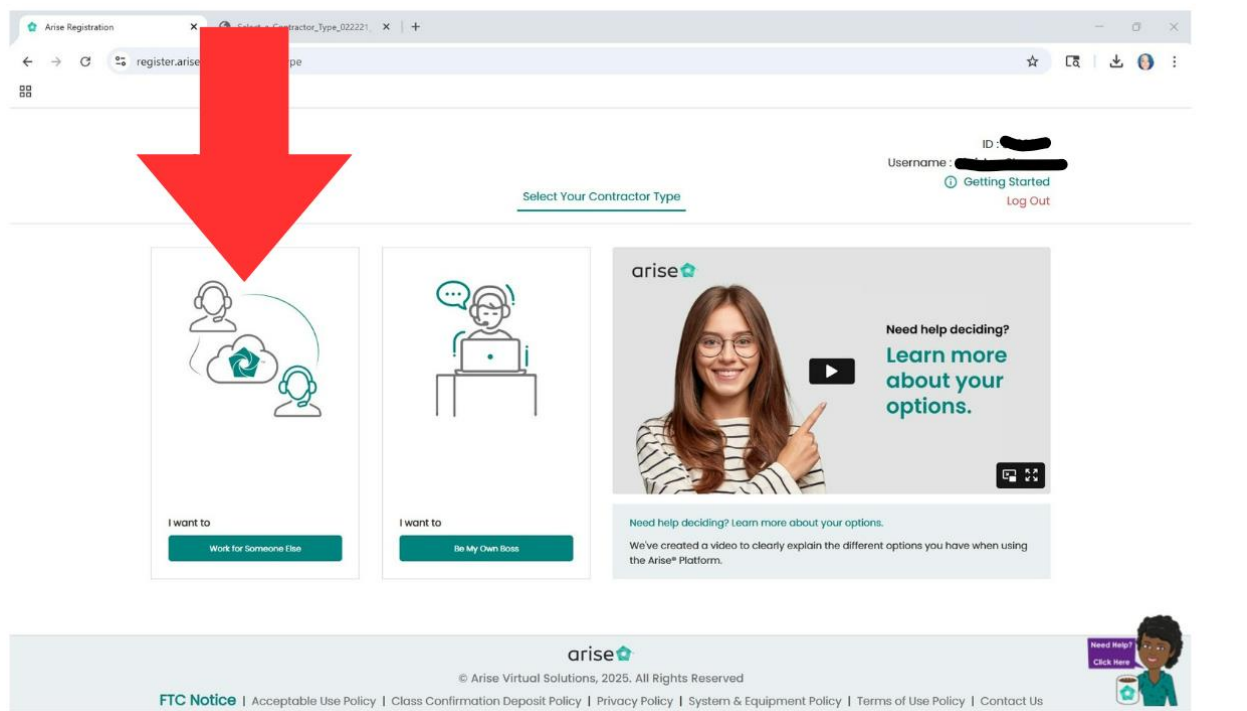 Arise Registration
Select_a_Contractor_Type_022221_
register.arise
pe
ID :
Username :
Getting Started
Log Out
Select Your Contractor Type
arise
Need help deciding?
Learn more
about your
options.
I want to
Work for Someone Else
I want to
Be My Own Boss
Need help deciding? Learn more about your options.
We've created a video to clearly explain the different options you have when using
the Arise® Platform.
arise
© Arise Virtual Solutions, 2025. All Rights Reserved
FTC Notice | Acceptable Use Policy | Class Confirmation Deposit Policy | Privacy Policy | System & Equipment Policy | Terms of Use Policy | Contact Us
Need Help?
Click Here